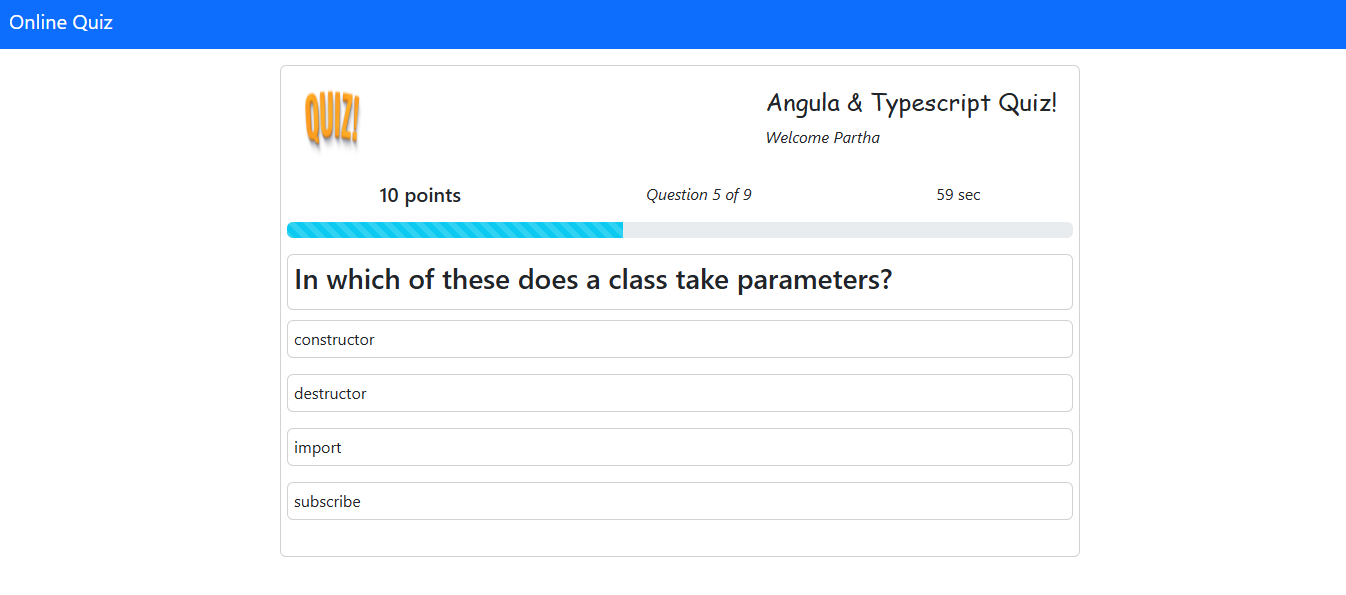 Online Quiz
QUIZ!
Angula & Typescript Quiz!
Welcome Partha
10 points
Question 5 of 9
59 sec
In which of these does a class take parameters?
constructor
destructor
import
subscribe